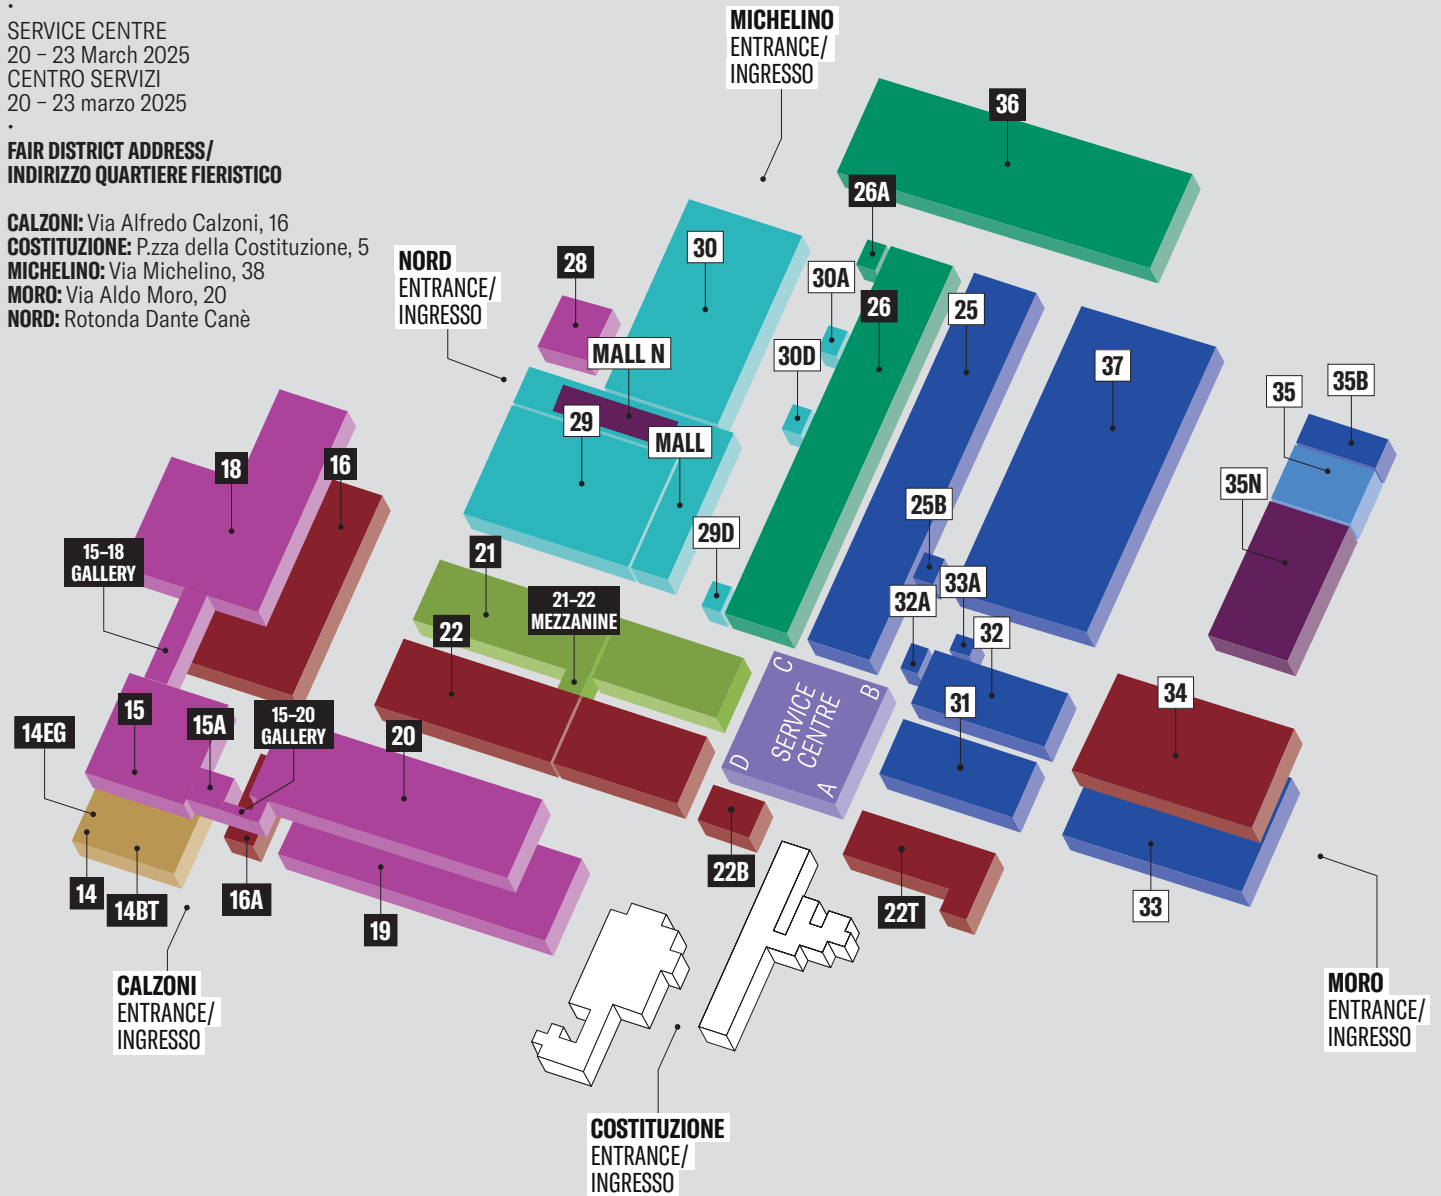 SERVICE CENTRE
20 – 23 March 2025
CENTRO SERVIZI
20 – 23 marzo 2025
FAIR DISTRICT ADDRESS/
INDIRIZZO QUARTIERE FIERISTICO
CALZONI: Via Alfredo Calzoni, 16
COSTITUZIONE: P.zza della Costituzione, 5
MICHELINO: Via Michelino, 38
MORO: Via Aldo Moro, 20
NORD: Rotonda Dante Canè
MICHELINO
ENTRANCE/
INGRESSO
36
26A
30
28
NORD
ENTRANCE/
INGRESSO
30A
26
25
MALL N
30D
37
35
35B
29
MALL
18
16
35N
25B
29D
15–18
GALLERY
21
33A
21–22
MEZZANINE
32A
22
32
C
B
SERVICE
CENTRE
D
A
15
15A
15–20
GALLERY
14EG
20
31
34
14
14BT
16A
19
22B
22T
33
CALZONI
ENTRANCE/
INGRESSO
MORO
ENTRANCE/
INGRESSO
COSTITUZIONE
ENTRANCE/
INGRESSO